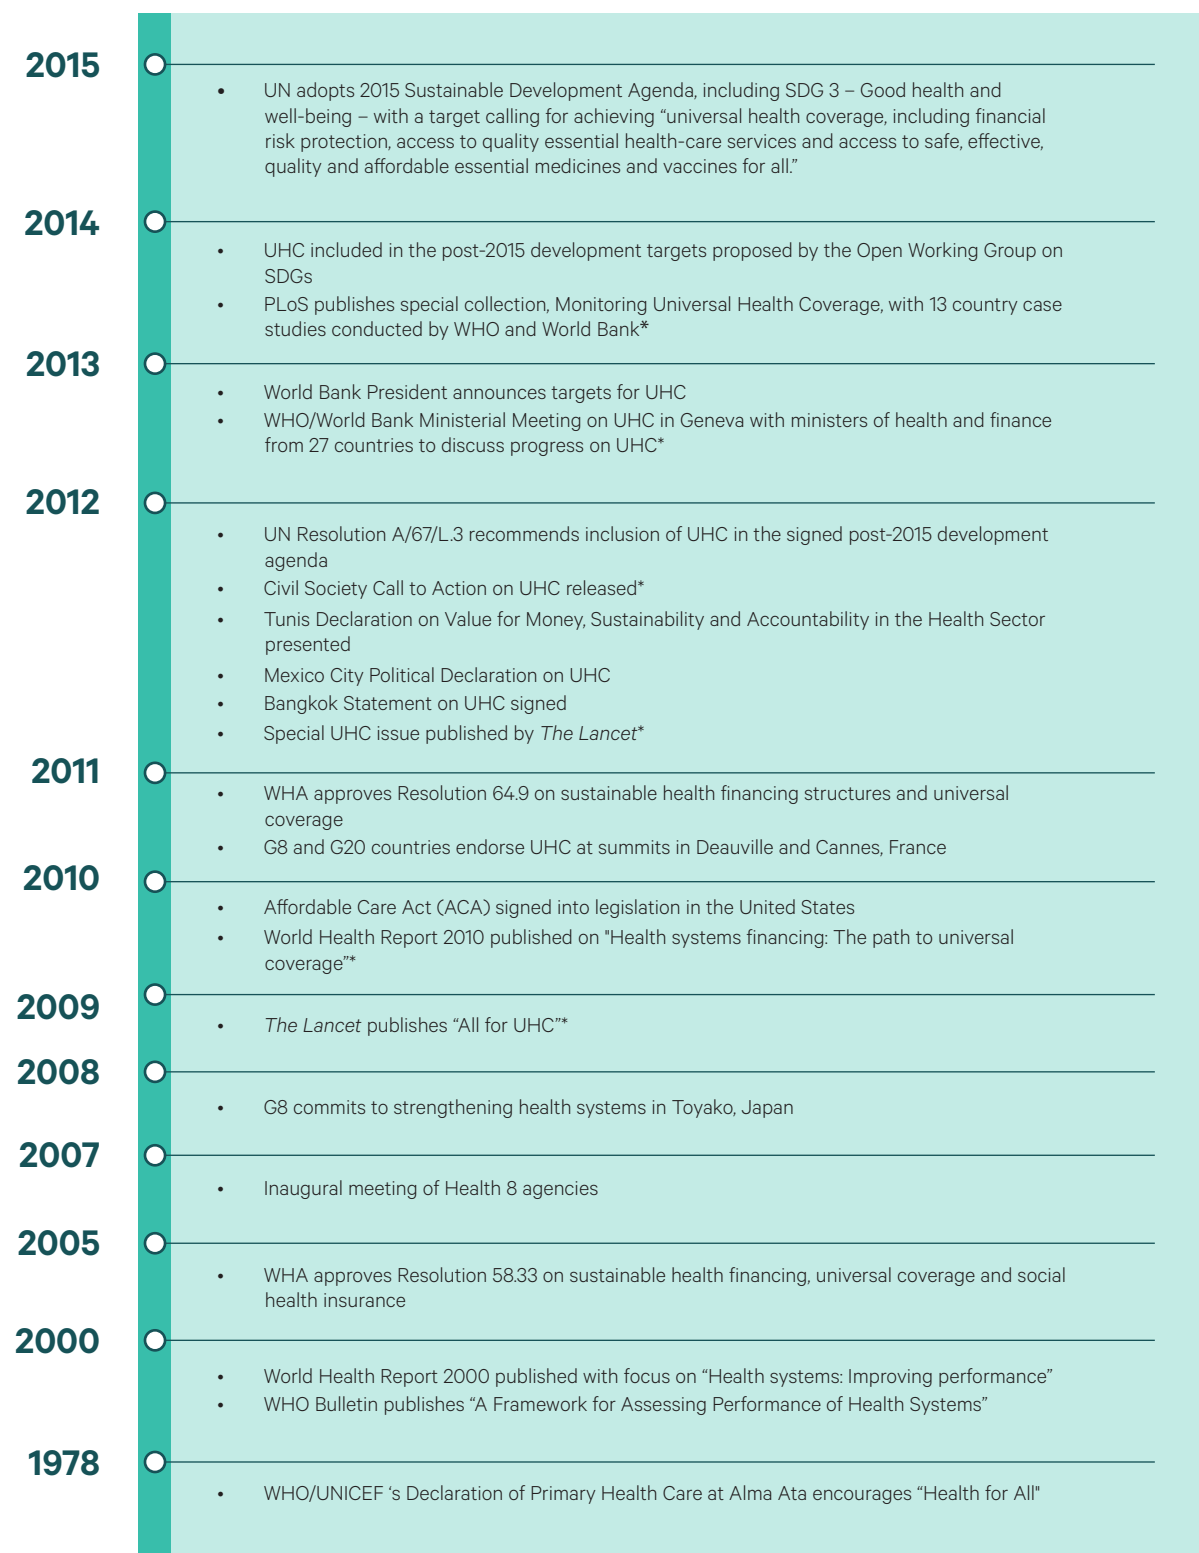 2015
• UN adopts 2015 Sustainable Development Agenda, including SDG 3 – Good health and
well-being – with a target calling for achieving “universal health coverage, including financial
risk protection, access to quality essential health-care services and access to safe, effective,
quality and affordable essential medicines and vaccines for all.”
2014
• UHC included in the post-2015 development targets proposed by the Open Working Group on
SDGs
• PLoS publishes special collection, Monitoring Universal Health Coverage, with 13 country case
studies conducted by WHO and World Bank*
2013
• World Bank President announces targets for UHC
• WHO/World Bank Ministerial Meeting on UHC in Geneva with ministers of health and finance
from 27 countries to discuss progress on UHC*
2012
• UN Resolution A/67/L.3 recommends inclusion of UHC in the signed post-2015 development
agenda
• Civil Society Call to Action on UHC released*
• Tunis Declaration on Value for Money, Sustainability and Accountability in the Health Sector
presented
• Mexico City Political Declaration on UHC
• Bangkok Statement on UHC signed
• Special UHC issue published by The Lancet*
2011
• WHA approves Resolution 64.9 on sustainable health financing structures and universal
coverage
• G8 and G20 countries endorse UHC at summits in Deauville and Cannes, France
2010
• Affordable Care Act (ACA) signed into legislation in the United States
• World Health Report 2010 published on "Health systems financing: The path to universal
coverage”*
2009
• The Lancet publishes “All for UHC”*
2008
• G8 commits to strengthening health systems in Toyako, Japan
2007
• Inaugural meeting of Health 8 agencies
2005
• WHA approves Resolution 58.33 on sustainable health financing, universal coverage and social
health insurance
2000
• World Health Report 2000 published with focus on “Health systems: Improving performance”
• WHO Bulletin publishes “A Framework for Assessing Performance of Health Systems”
1978
• WHO/UNICEF ‘s Declaration of Primary Health Care at Alma Ata encourages “Health for All"